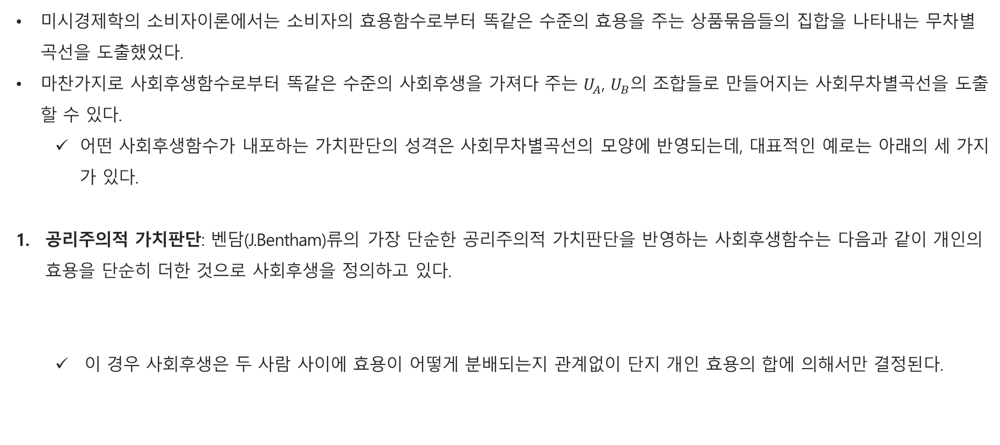 • 미시경제학의 소비자이론에서는 소비자의 효용함수로부터 똑같은 수준의 효용을 주는 상품묶음들의 집합을 나타내는 무차별
곡선을 도출했었다.
• 마찬가지로 사회후생함수로부터 똑같은 수준의 사회후생을 가져다 주는 U_A, U_B의 조합들로 만들어지는 사회무차별곡선을 도출
할 수 있다.
✓ 어떤 사회후생함수가 내포하는 가치판단의 성격은 사회무차별곡선의 모양에 반영되는데, 대표적인 예로는 아래의 세 가지
가 있다.
1. 공리주의적 가치판단: 벤담(J.Bentham)류의 가장 단순한 공리주의적 가치판단을 반영하는 사회후생함수는 다음과 같이 개인의
효용을 단순히 더한 것으로 사회후생을 정의하고 있다.
✓ 이 경우 사회후생은 두 사람 사이에 효용이 어떻게 분배되는지 관계없이 단지 개인 효용의 합에 의해서만 결정된다.